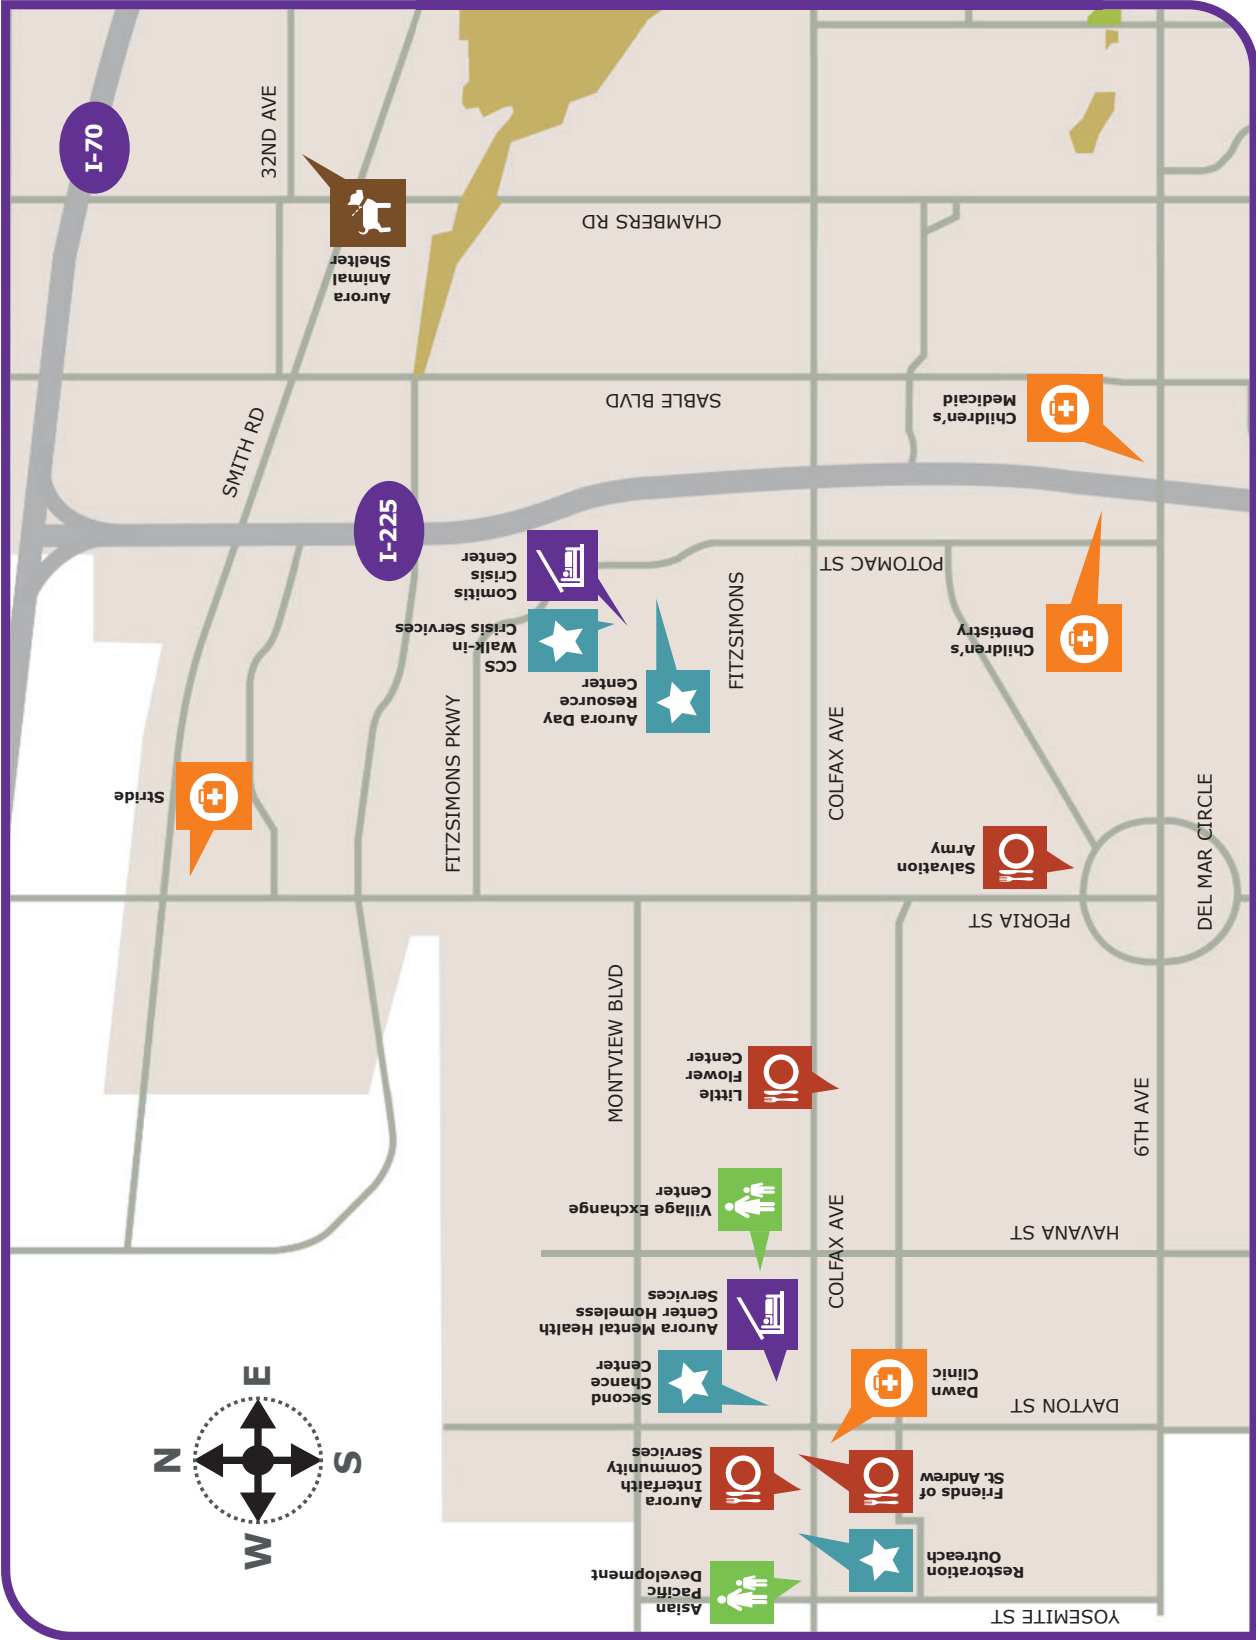 I-70
32ND AVE
CHAMBERS RD
Aurora
Animal
Shelter
SABLE BLVD
SMITH RD
I-225
Children's
Medicaid
POTOMAC ST
Comitis
Crisis
Center
CCS
Walk-in
Crisis Services
Aurora Day
Resource
Center
FITZSIMONS
Children's
Dentistry
FITZSIMONS PKWY
COLFAX AVE
Stride
Salvation
Army
DEL MAR CIRCLE
PEORIA ST
MONTVIEW BLVD
Little
Flower
Center
6TH AVE
Village Exchange
Center
COLFAX AVE
HAVANA ST
Aurora Mental Health
Center Homeless
Services
Second
Chance
Center
Dawn
Clinic
DAYTON ST
Aurora
Interfaith
Community
Services
Friends of
St. Andrew
Restoration
Outreach
Asian
Pacific
Development
YOSEMITE ST
N
E
S
W